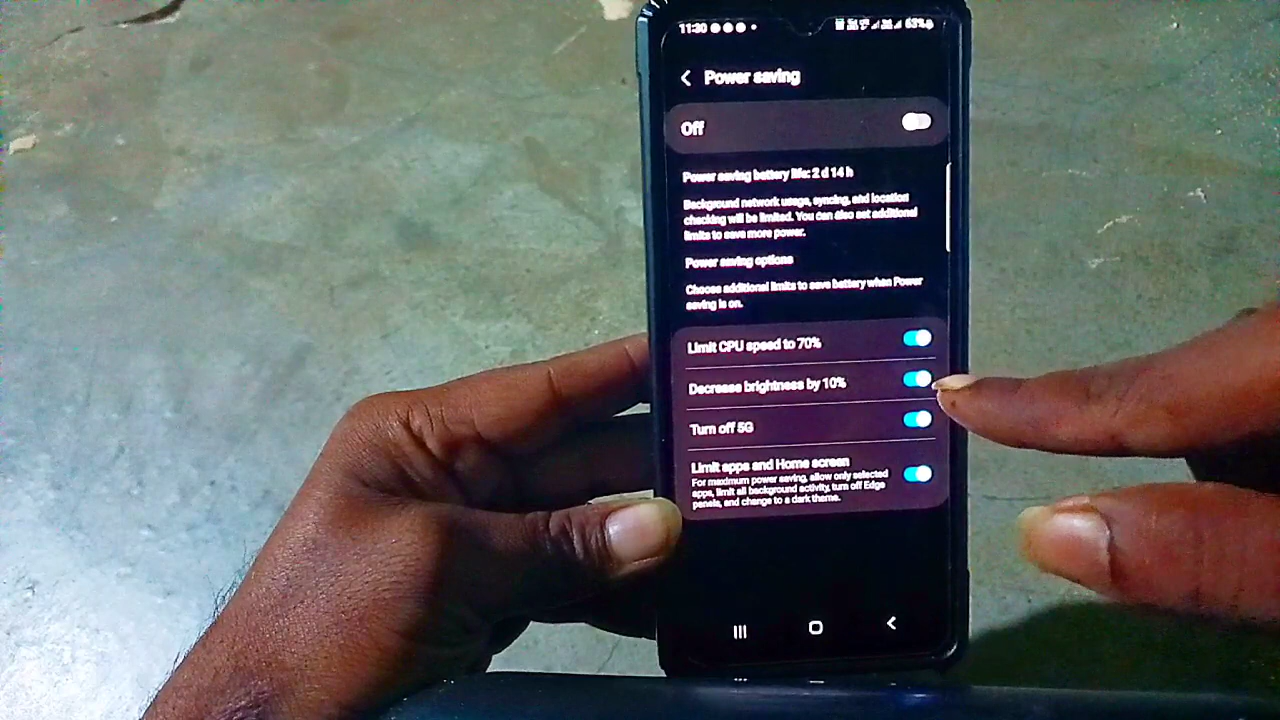 11:30
63%
Power saving
Off
Power saving battery life: 2 d 14 h
Background network usage, syncing, and location
checking will be limited. You can also set additional
limits to save more power.
Power saving options
Choose additional limits to save battery when Power
saving is on.
Limit CPU speed to 70%
Decrease brightness by 10%
Turn off 5G
Limit apps and Home screen
For maximum power saving, allow only selected
apps, limit all background activity, turn off Edge
panels, and change to a dark theme.